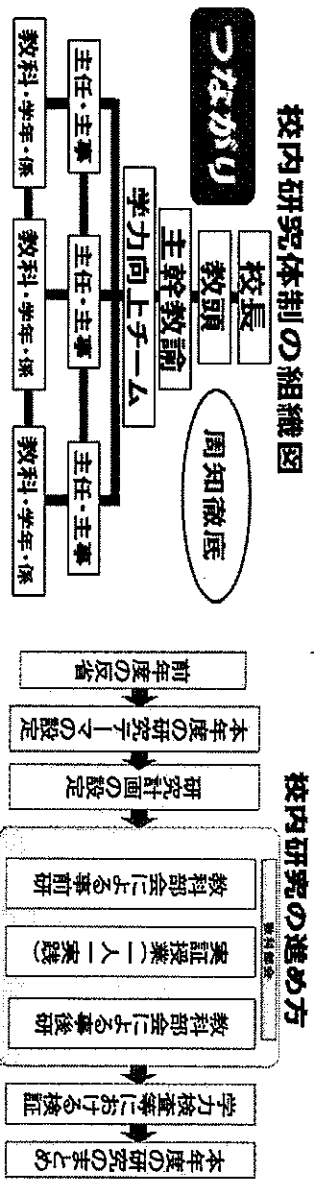 校内研究体制の組織図
つながり
校長
教頭
周知徹底
主幹教諭
学力向上チーム
主任・主事
主任・主事
主任・主事
教科・学年・係
教科・学年・係
教科・学年・係
校内研究の進め方
前年度の反省
本年度の研究テーマの設定
研究計画の設定
教科部会
教科部会による事前研
実証授業(一人一実践)
教科部会による事後研
学力検査等における検証
本年度の研究のまとめ